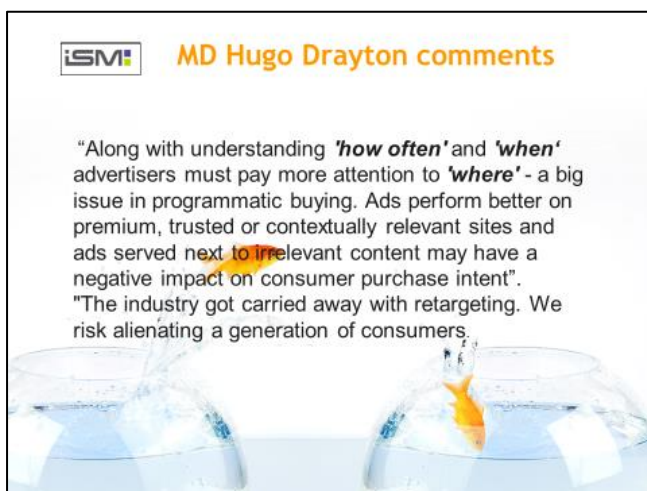 iSM:
MD Hugo Drayton comments
“Along with understanding 'how often' and 'when‘
advertisers must pay more attention to 'where' - a big
issue in programmatic buying. Ads perform better on
premium, trusted or contextually relevant sites and
ads served next to irrelevant content may have a
negative impact on consumer purchase intent”.
"The industry got carried away with retargeting. We
risk alienating a generation of consumers.